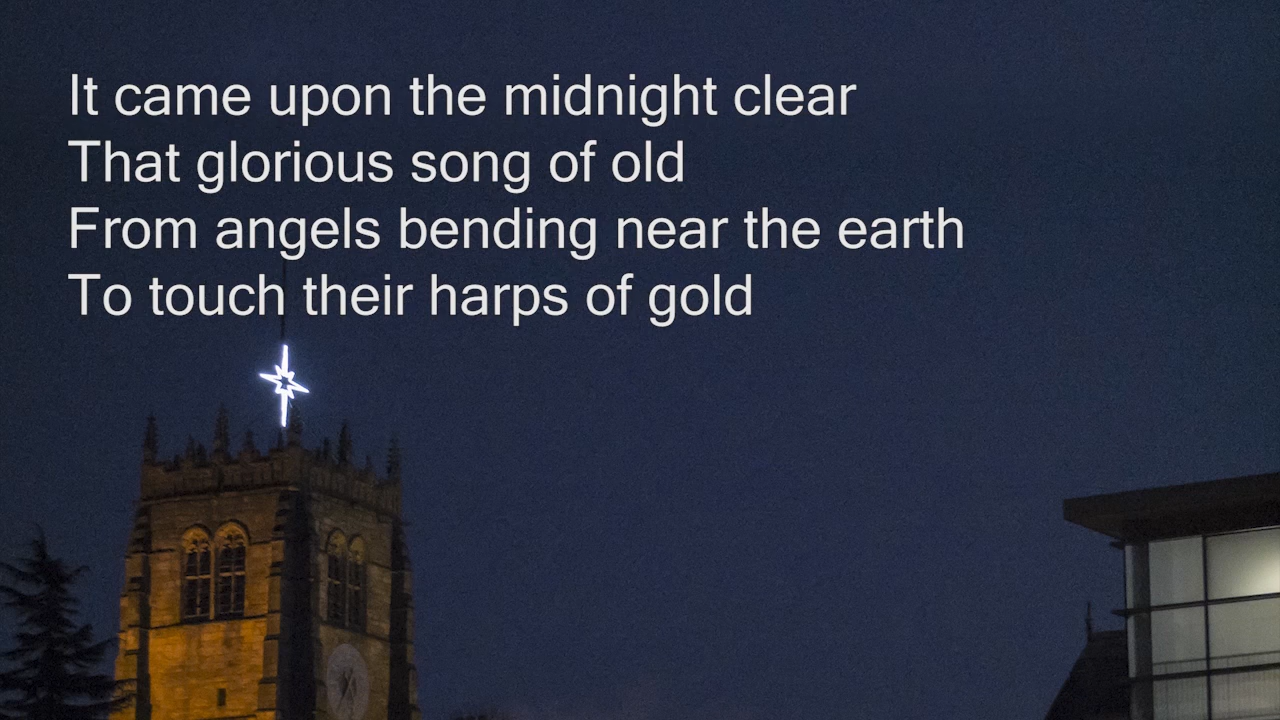 It came upon the midnight clear
That glorious song of old
From angels bending near the earth
To touch their harps of gold